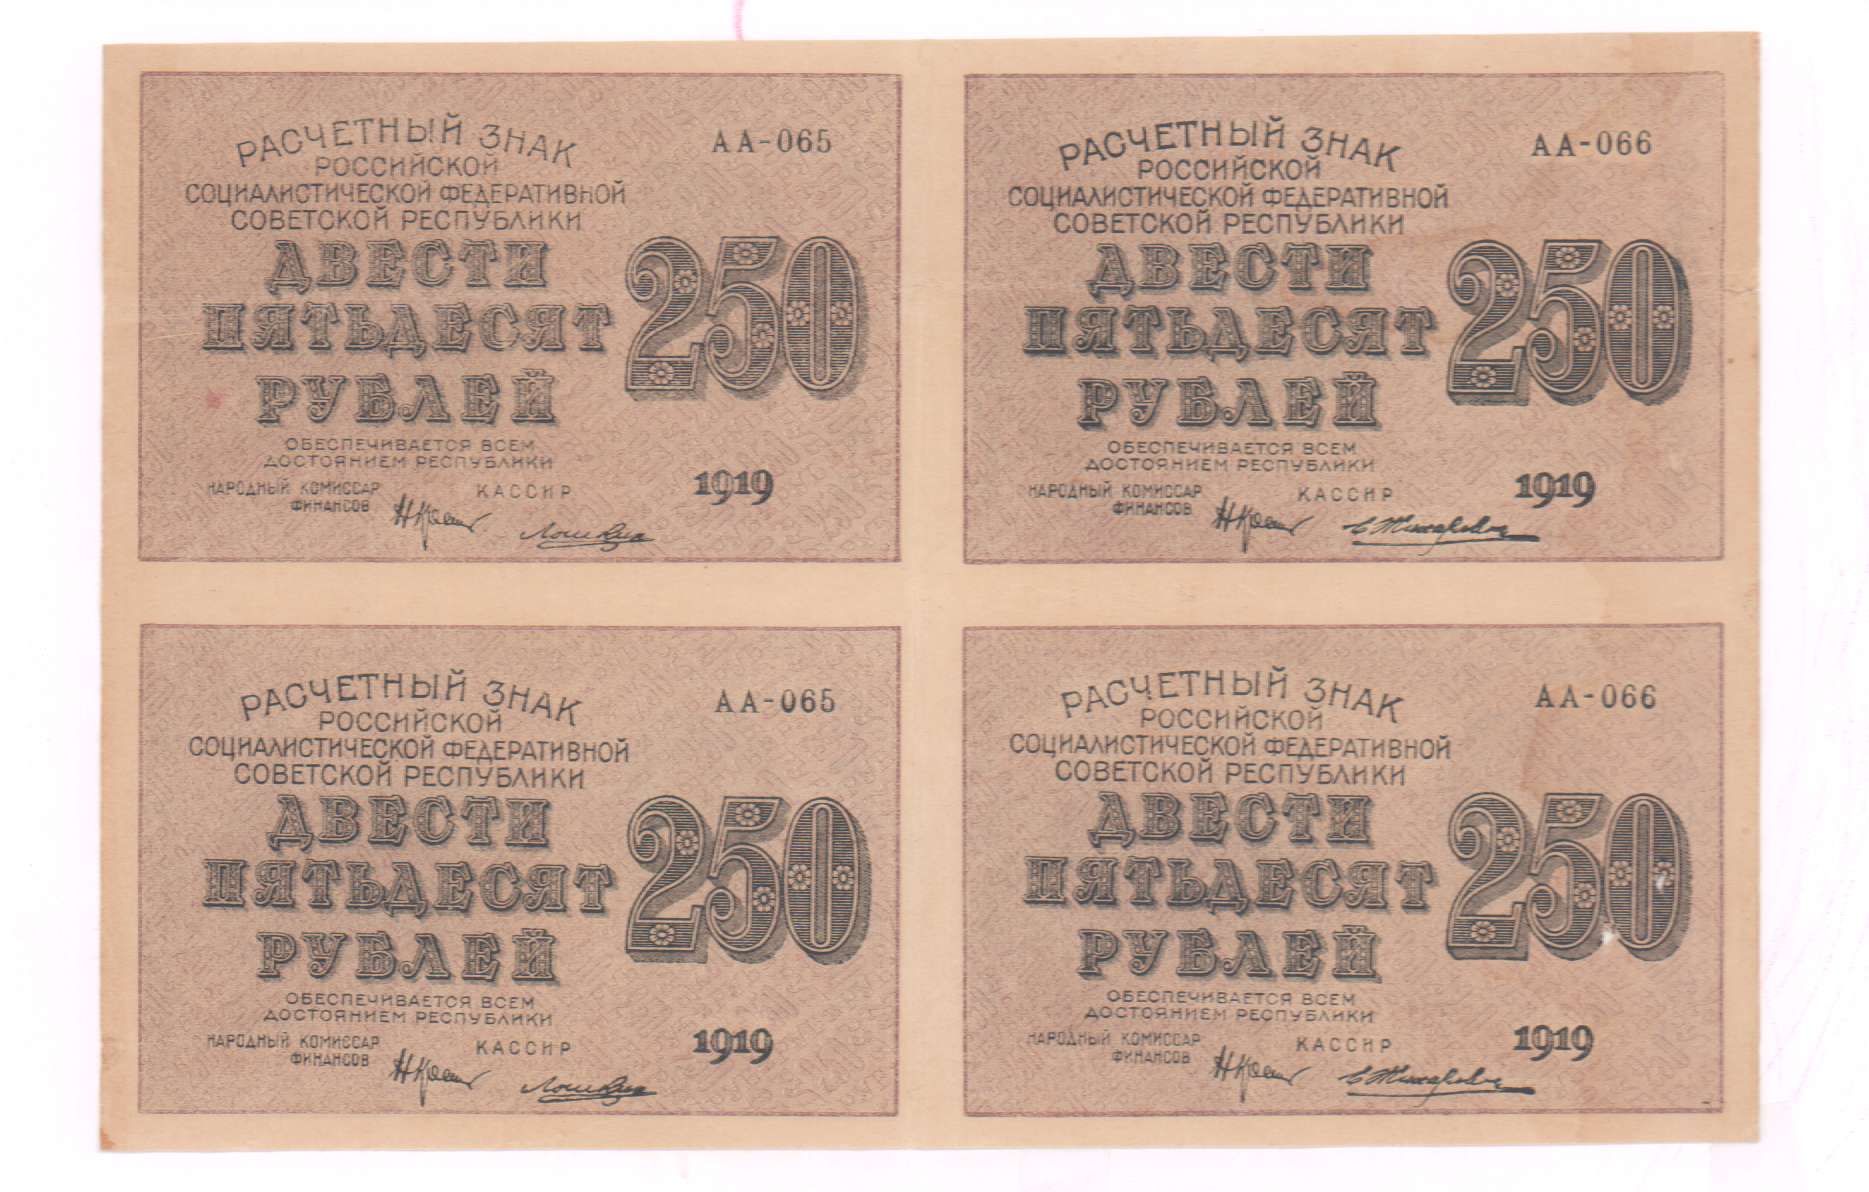 РАСЧЕТНЫЙ ЗНАК
РОССИЙСКОЙ
СОЦИАЛИСТИЧЕСКОЙ ФЕДЕРАТИВНОЙ
СОВЕТСКОЙ РЕСПУБЛИКИ
АА-065
ДВЕСТИ
ПЯТЬДЕСЯТ
РУБЛЕЙ
250
ОБЕСПЕЧИВАЕТСЯ ВСЕМ
ДОСТОЯНИЕМ РЕСПУБЛИКИ
НАРОДНЫЙ КОМИССАР
ФИНАНСОВ
КАССИР
1919
РАСЧЕТНЫЙ ЗНАК
РОССИЙСКОЙ
СОЦИАЛИСТИЧЕСКОЙ ФЕДЕРАТИВНОЙ
СОВЕТСКОЙ РЕСПУБЛИКИ
АА-066
ДВЕСТИ
ПЯТЬДЕСЯТ
РУБЛЕЙ
250
ОБЕСПЕЧИВАЕТСЯ ВСЕМ
ДОСТОЯНИЕМ РЕСПУБЛИКИ
НАРОДНЫЙ КОМИССАР
ФИНАНСОВ
КАССИР
1919
РАСЧЕТНЫЙ ЗНАК
РОССИЙСКОЙ
СОЦИАЛИСТИЧЕСКОЙ ФЕДЕРАТИВНОЙ
СОВЕТСКОЙ РЕСПУБЛИКИ
АА-065
ДВЕСТИ
ПЯТЬДЕСЯТ
РУБЛЕЙ
250
ОБЕСПЕЧИВАЕТСЯ ВСЕМ
ДОСТОЯНИЕМ РЕСПУБЛИКИ
НАРОДНЫЙ КОМИССАР
ФИНАНСОВ
КАССИР
1919
РАСЧЕТНЫЙ ЗНАК
РОССИЙСКОЙ
СОЦИАЛИСТИЧЕСКОЙ ФЕДЕРАТИВНОЙ
СОВЕТСКОЙ РЕСПУБЛИКИ
АА-066
ДВЕСТИ
ПЯТЬДЕСЯТ
РУБЛЕЙ
250
ОБЕСПЕЧИВАЕТСЯ ВСЕМ
ДОСТОЯНИЕМ РЕСПУБЛИКИ
НАРОДНЫЙ КОМИССАР
ФИНАНСОВ
КАССИР
1919